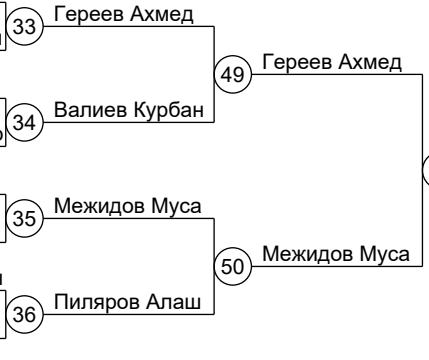 33 Гереев Ахмед
49 Гереев Ахмед
34 Валиев Курбан
35 Межидов Муса
50 Межидов Муса
36 Пиляров Алаш